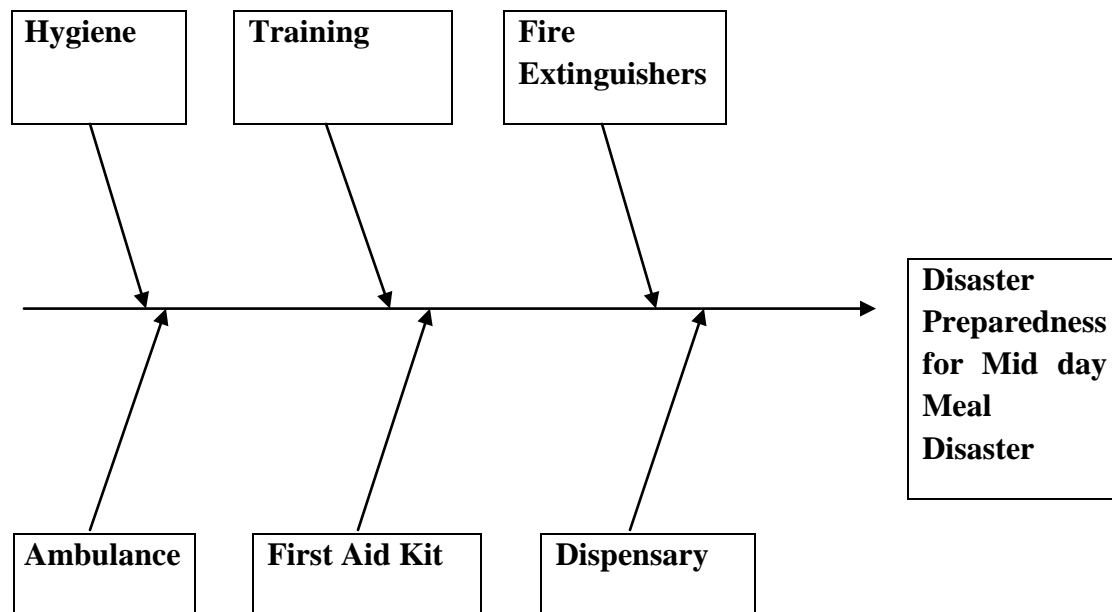 Hygiene
Training
Fire
Extinguishers
Disaster
Preparedness
for Mid day
Meal
Disaster
Ambulance
First Aid Kit
Dispensary